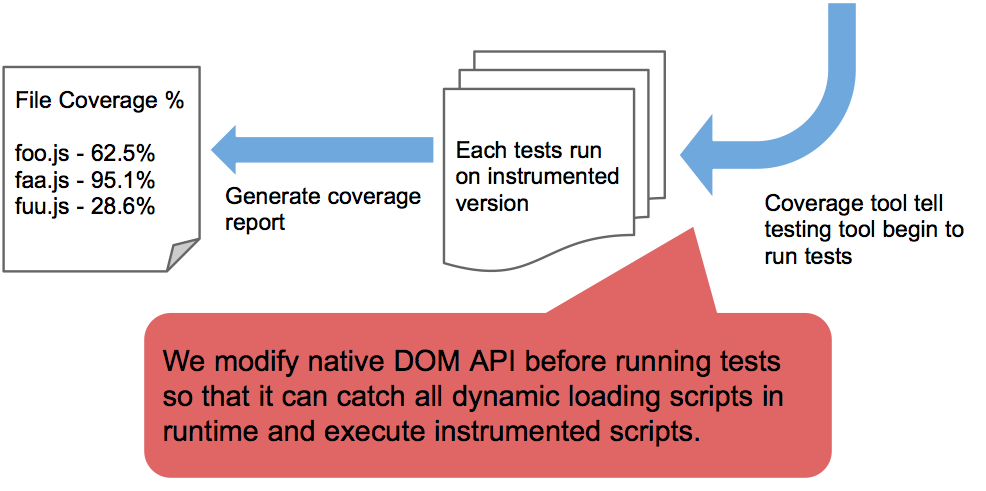 File Coverage %
foo.js - 62.5%
faa.js - 95.1%
fuu.js - 28.6%
Generate coverage
report
Each tests run
on instrumented
version
Coverage tool tell
testing tool begin to
run tests
We modify native DOM API before running tests
so that it can catch all dynamic loading scripts in
runtime and execute instrumented scripts.